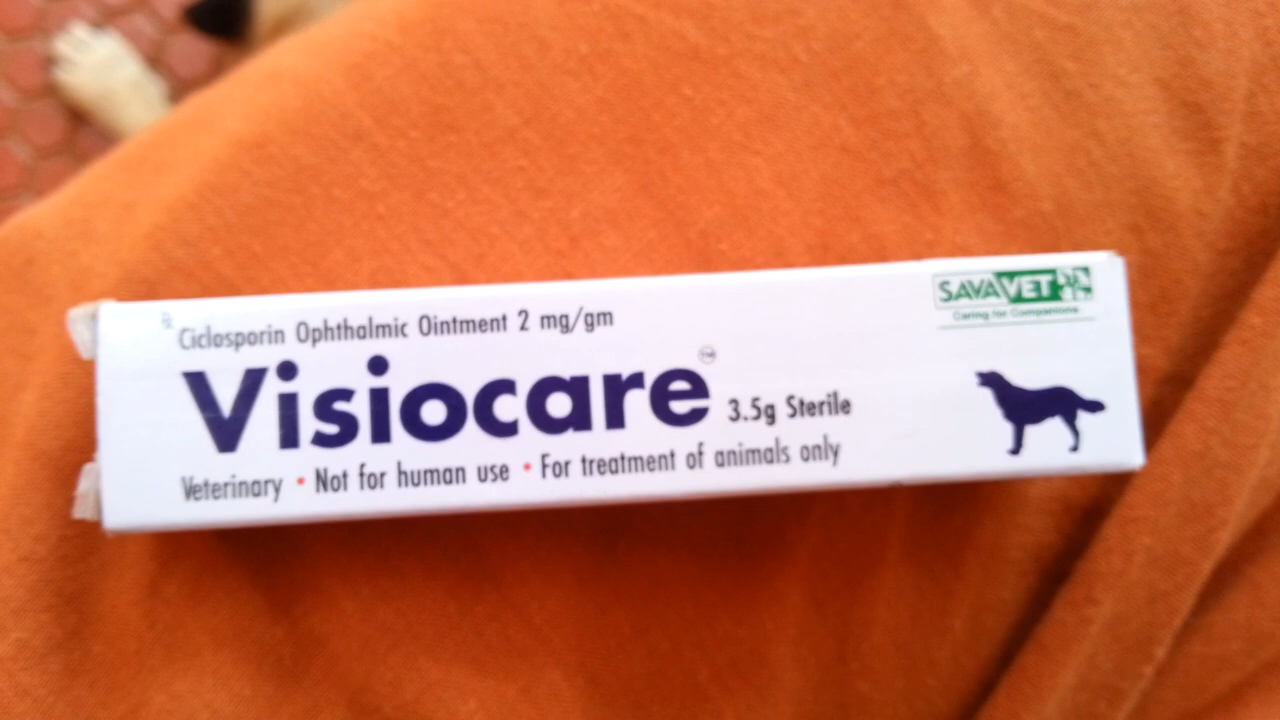 ℞ Ciclosporin Ophthalmic Ointment 2 mg/gm
Visiocare™ 3.5g Sterile
Veterinary • Not for human use • For treatment of animals only
SAVAVET
Caring for Companions